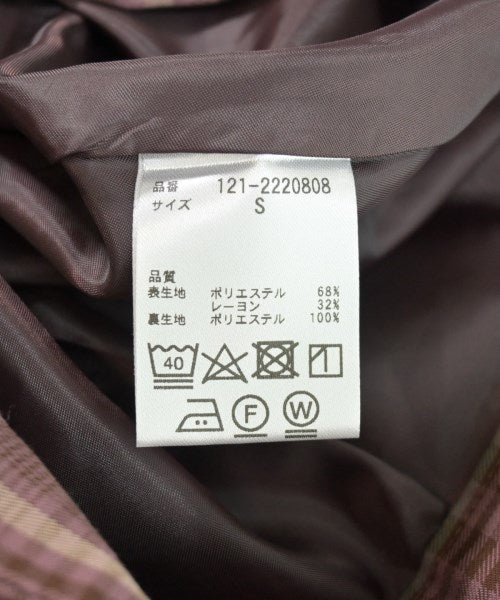 品番 121-2220808
サイズ S
品質
表生地 ポリエステル 68%
レーヨン 32%
裏生地 ポリエステル 100%
40
F W